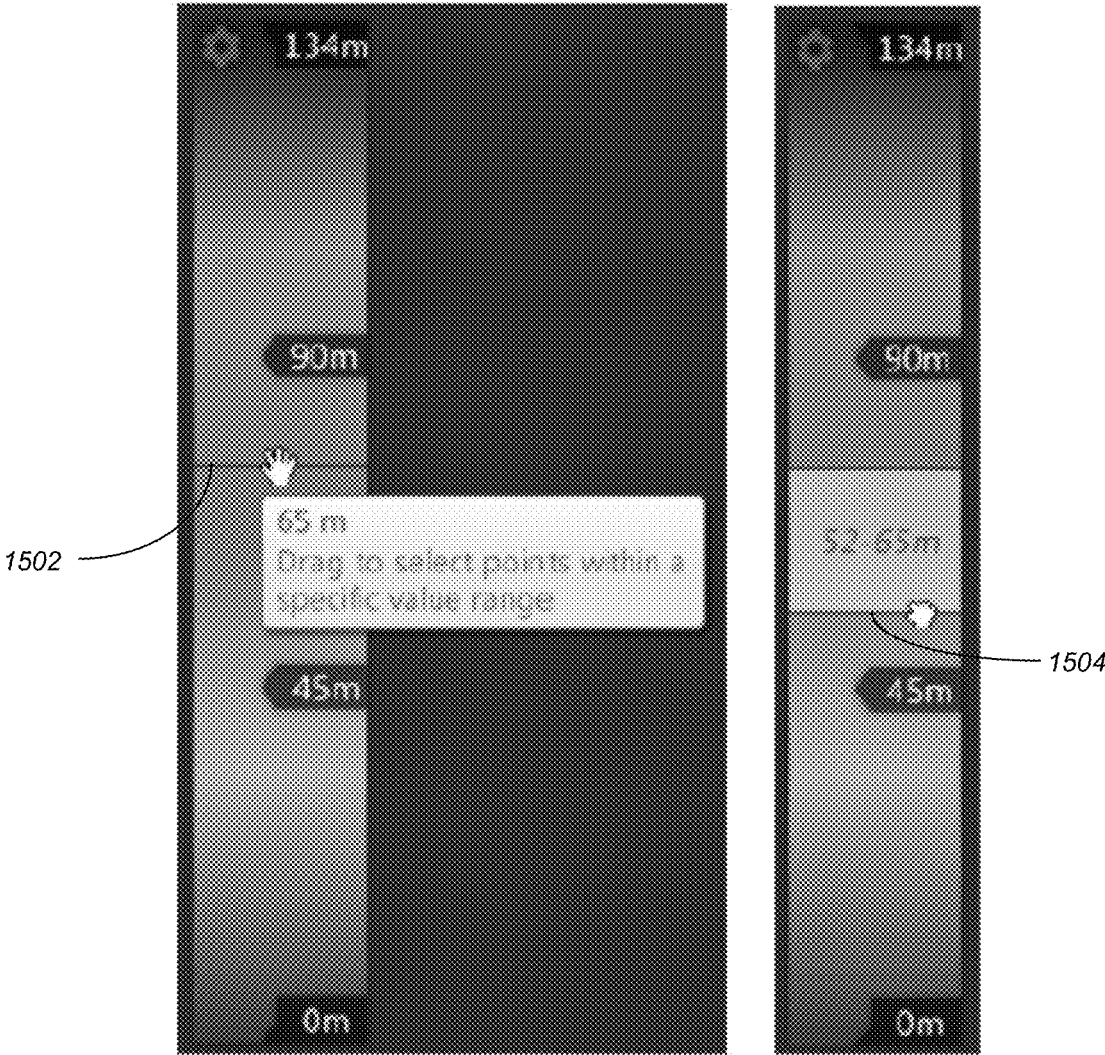 134m
90m
65 m
Drag to select points within a
specific value range
45m
0m
1502
134m
90m
52-65m
45m
0m
1504